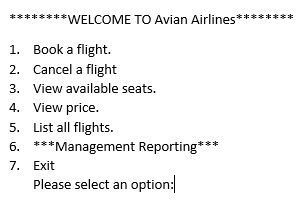 ********WELCOME TO Avian Airlines********
1. Book a flight.
2. Cancel a flight
3. View available seats.
4. View price.
5. List all flights.
6. ***Management Reporting***
7. Exit
Please select an option: